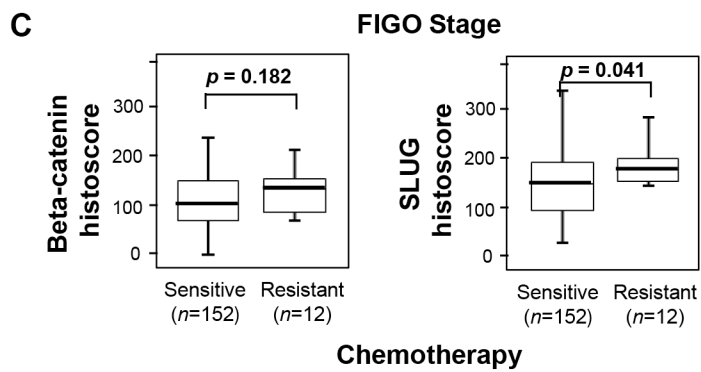 C
FIGO Stage
Beta-catenin
histoscore
p = 0.182
300
200
100
0
Sensitive
(n=152)
Resistant
(n=12)
SLUG
histoscore
p = 0.041
300
200
100
0
Sensitive
(n=152)
Resistant
(n=12)
Chemotherapy